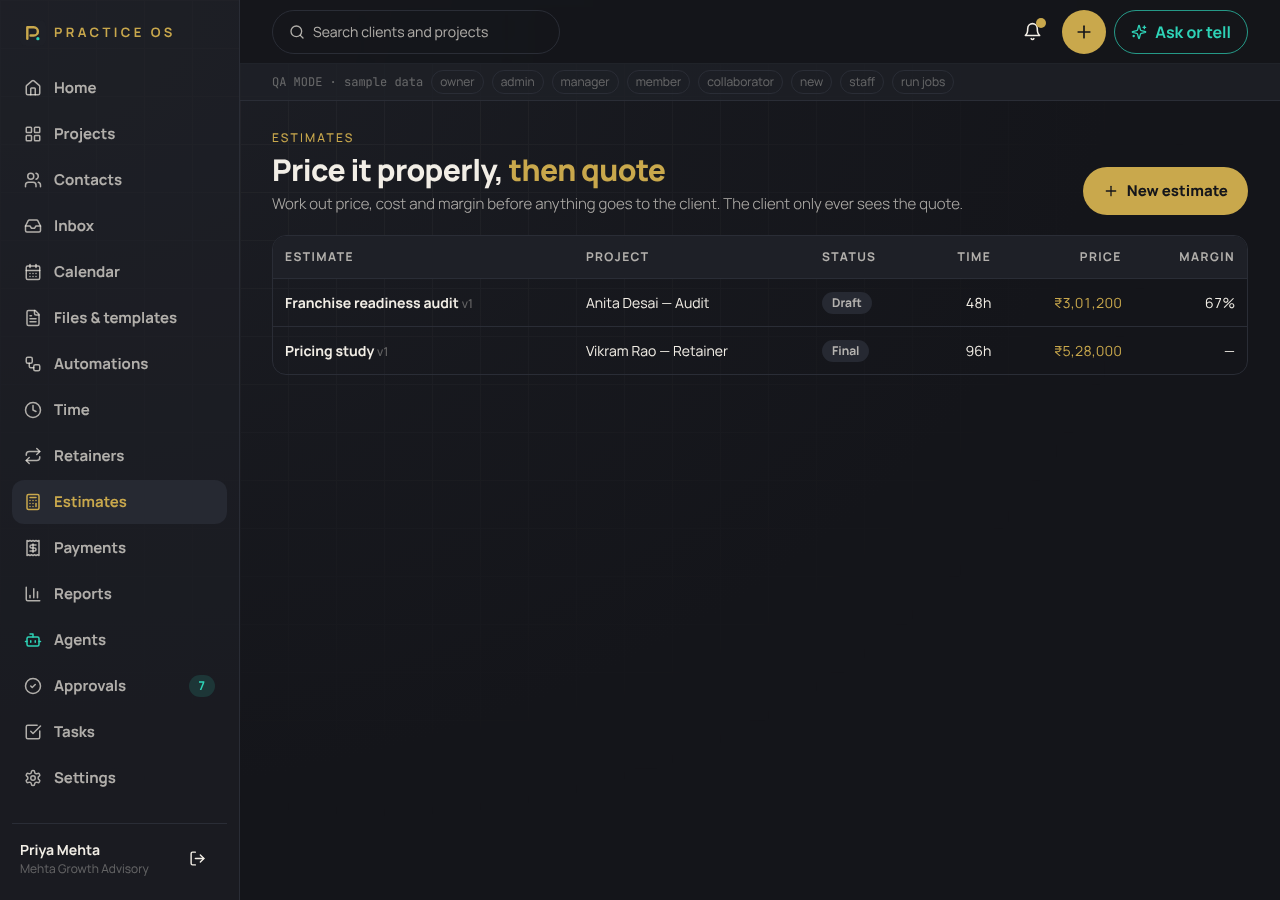 PRACTICE OS
Home
Projects
Contacts
Inbox
Calendar
Files & templates
Automations
Time
Retainers
Estimates
Payments
Reports
Agents
Approvals 7
Tasks
Settings
Priya Mehta
Mehta Growth Advisory
Search clients and projects
Ask or tell
QA MODE · sample data owner admin manager member collaborator new staff run jobs
ESTIMATES
Price it properly, then quote
Work out price, cost and margin before anything goes to the client. The client only ever sees the quote.
New estimate
ESTIMATE PROJECT STATUS TIME PRICE MARGIN
Franchise readiness audit v1 Anita Desai — Audit Draft 48h ₹3,01,200 67%
Pricing study v1 Vikram Rao — Retainer Final 96h ₹5,28,000 —